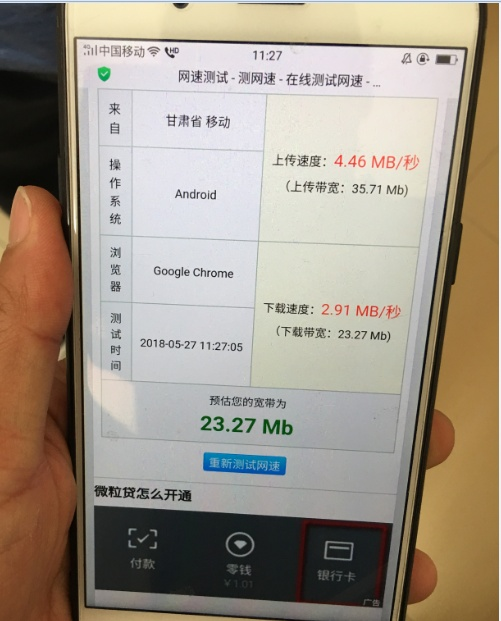 中国移动 HD
11:27
网速测试 - 测网速 - 在线测试网速 - ...
来自
甘肃省 移动
上传速度：4.46 MB/秒
（上传带宽：35.71 Mb）
操作系统
Android
浏览器
Google Chrome
下载速度：2.91 MB/秒
（下载带宽：23.27 Mb）
测试时间
2018-05-27 11:27:05
预估您的宽带为
23.27 Mb
重新测试网速
微粒贷怎么开通
付款
零钱
¥1.01
银行卡
广告